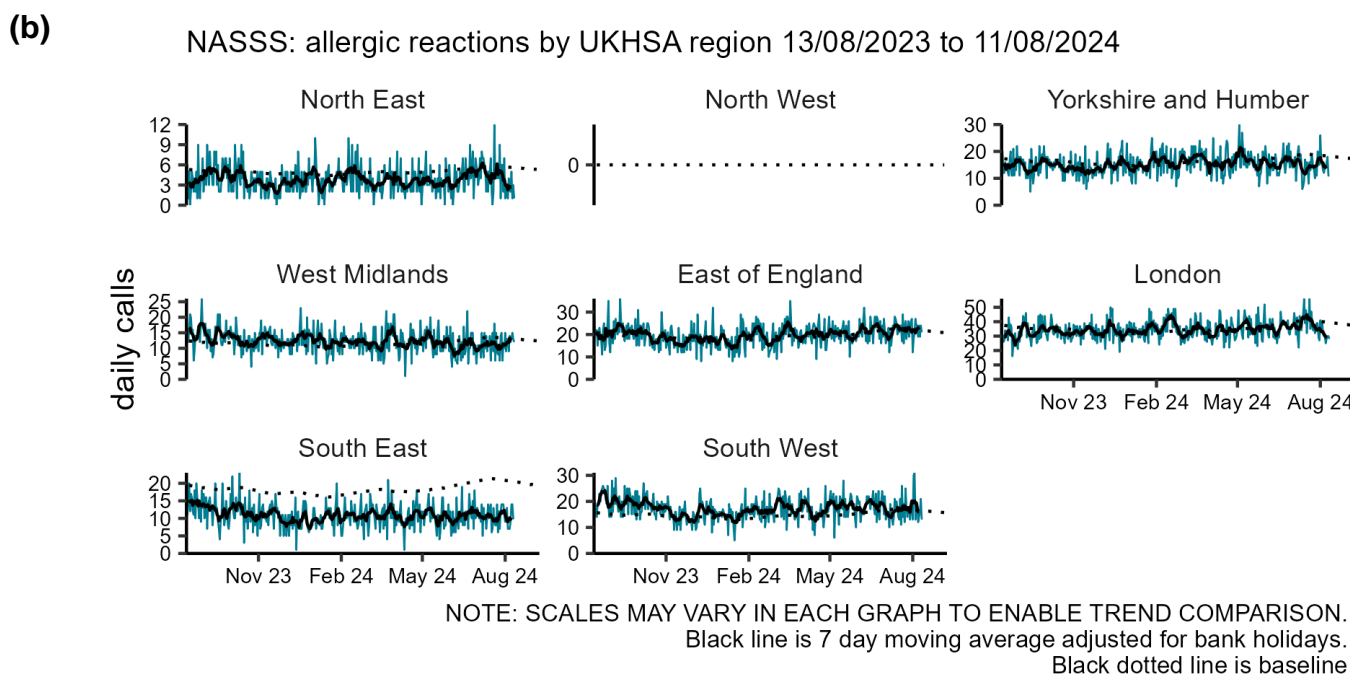 (b)
NASSS: allergic reactions by UKHSA region 13/08/2023 to 11/08/2024
North East
North West
Yorkshire and Humber
12
9
6
3
0
0
30
20
10
0
daily calls
West Midlands
East of England
London
25
20
15
10
5
0
30
20
10
0
50
40
30
20
10
0
Nov 23 Feb 24 May 24 Aug 24
South East
South West
20
15
10
5
0
30
20
10
0
Nov 23 Feb 24 May 24 Aug 24
Nov 23 Feb 24 May 24 Aug 24
NOTE: SCALES MAY VARY IN EACH GRAPH TO ENABLE TREND COMPARISON.
Black line is 7 day moving average adjusted for bank holidays.
Black dotted line is baseline